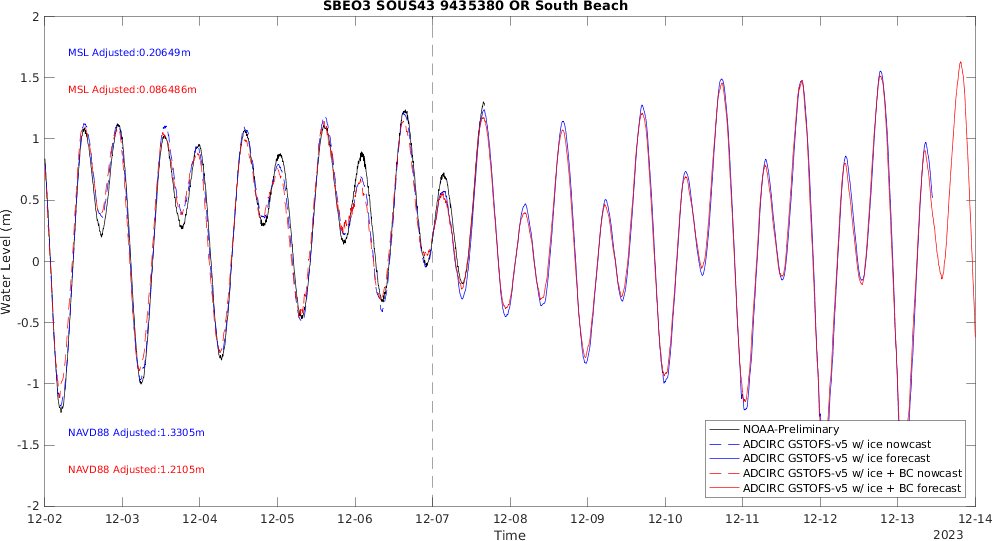 SBEO3 SOUS43 9435380 OR South Beach
2
1.5
1
0.5
0
-0.5
-1
-1.5
-2
Water Level (m)
MSL Adjusted:0.20649m
MSL Adjusted:0.086486m
NAVD88 Adjusted:1.3305m
NAVD88 Adjusted:1.2105m
NOAA-Preliminary
ADCIRC GSTOFS-v5 w/ ice nowcast
ADCIRC GSTOFS-v5 w/ ice forecast
ADCIRC GSTOFS-v5 w/ ice + BC nowcast
ADCIRC GSTOFS-v5 w/ ice + BC forecast
12-02 12-03 12-04 12-05 12-06 12-07 12-08 12-09 12-10 12-11 12-12 12-13 12-14
Time
2023